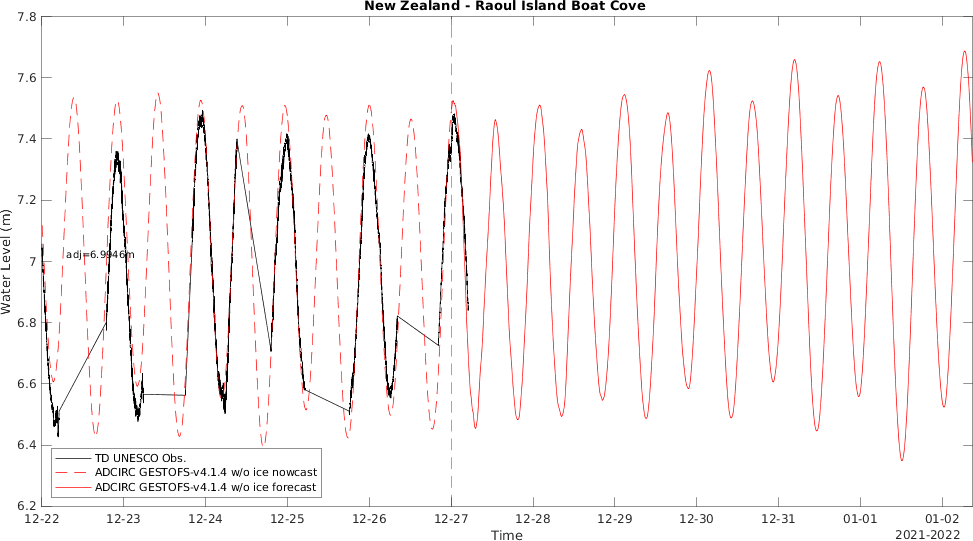 New Zealand - Raoul Island Boat Cove
7.8
7.6
7.4
7.2
7
6.8
6.6
6.4
6.2
Water Level (m)
adj=6.9946m
TD UNESCO Obs.
ADCIRC GESTOFS-v4.1.4 w/o ice nowcast
ADCIRC GESTOFS-v4.1.4 w/o ice forecast
12-22 12-23 12-24 12-25 12-26 12-27 12-28 12-29 12-30 12-31 01-01 01-02
Time
2021-2022